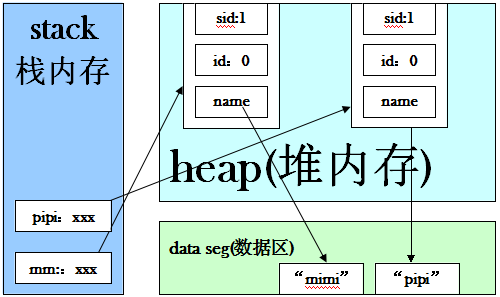 stack
栈内存
pipi：xxx
mm:：xxx
sid:1
id：0
name
sid:1
id：0
name
heap(堆内存)
data seg(数据区)
“mimi”
“pipi”